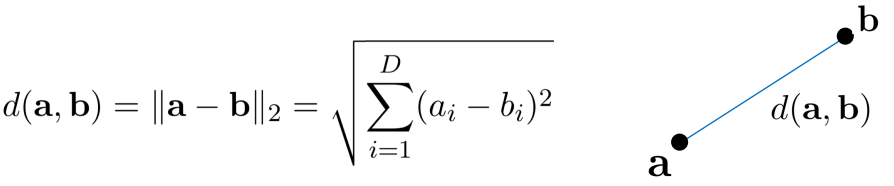 d(𝐚, 𝐛) = ‖𝐚 − 𝐛‖₂ = √(∑_{i=1}^{D} (a_i − b_i)²)
𝐛
d(𝐚, 𝐛)
𝐚